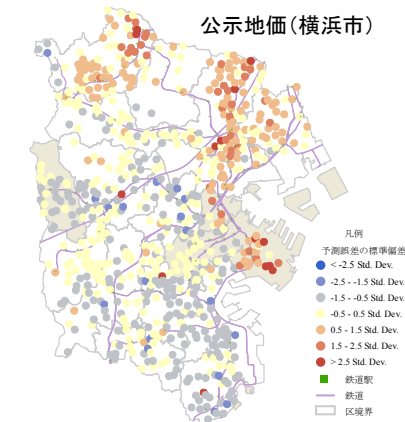 公示地価(横浜市)
凡例
予測誤差の標準偏差
< -2.5 Std. Dev.
-2.5 - -1.5 Std. Dev.
-1.5 - -0.5 Std. Dev.
-0.5 - 0.5 Std. Dev.
0.5 - 1.5 Std. Dev.
1.5 - 2.5 Std. Dev.
> 2.5 Std. Dev.
鉄道駅
鉄道
区境界